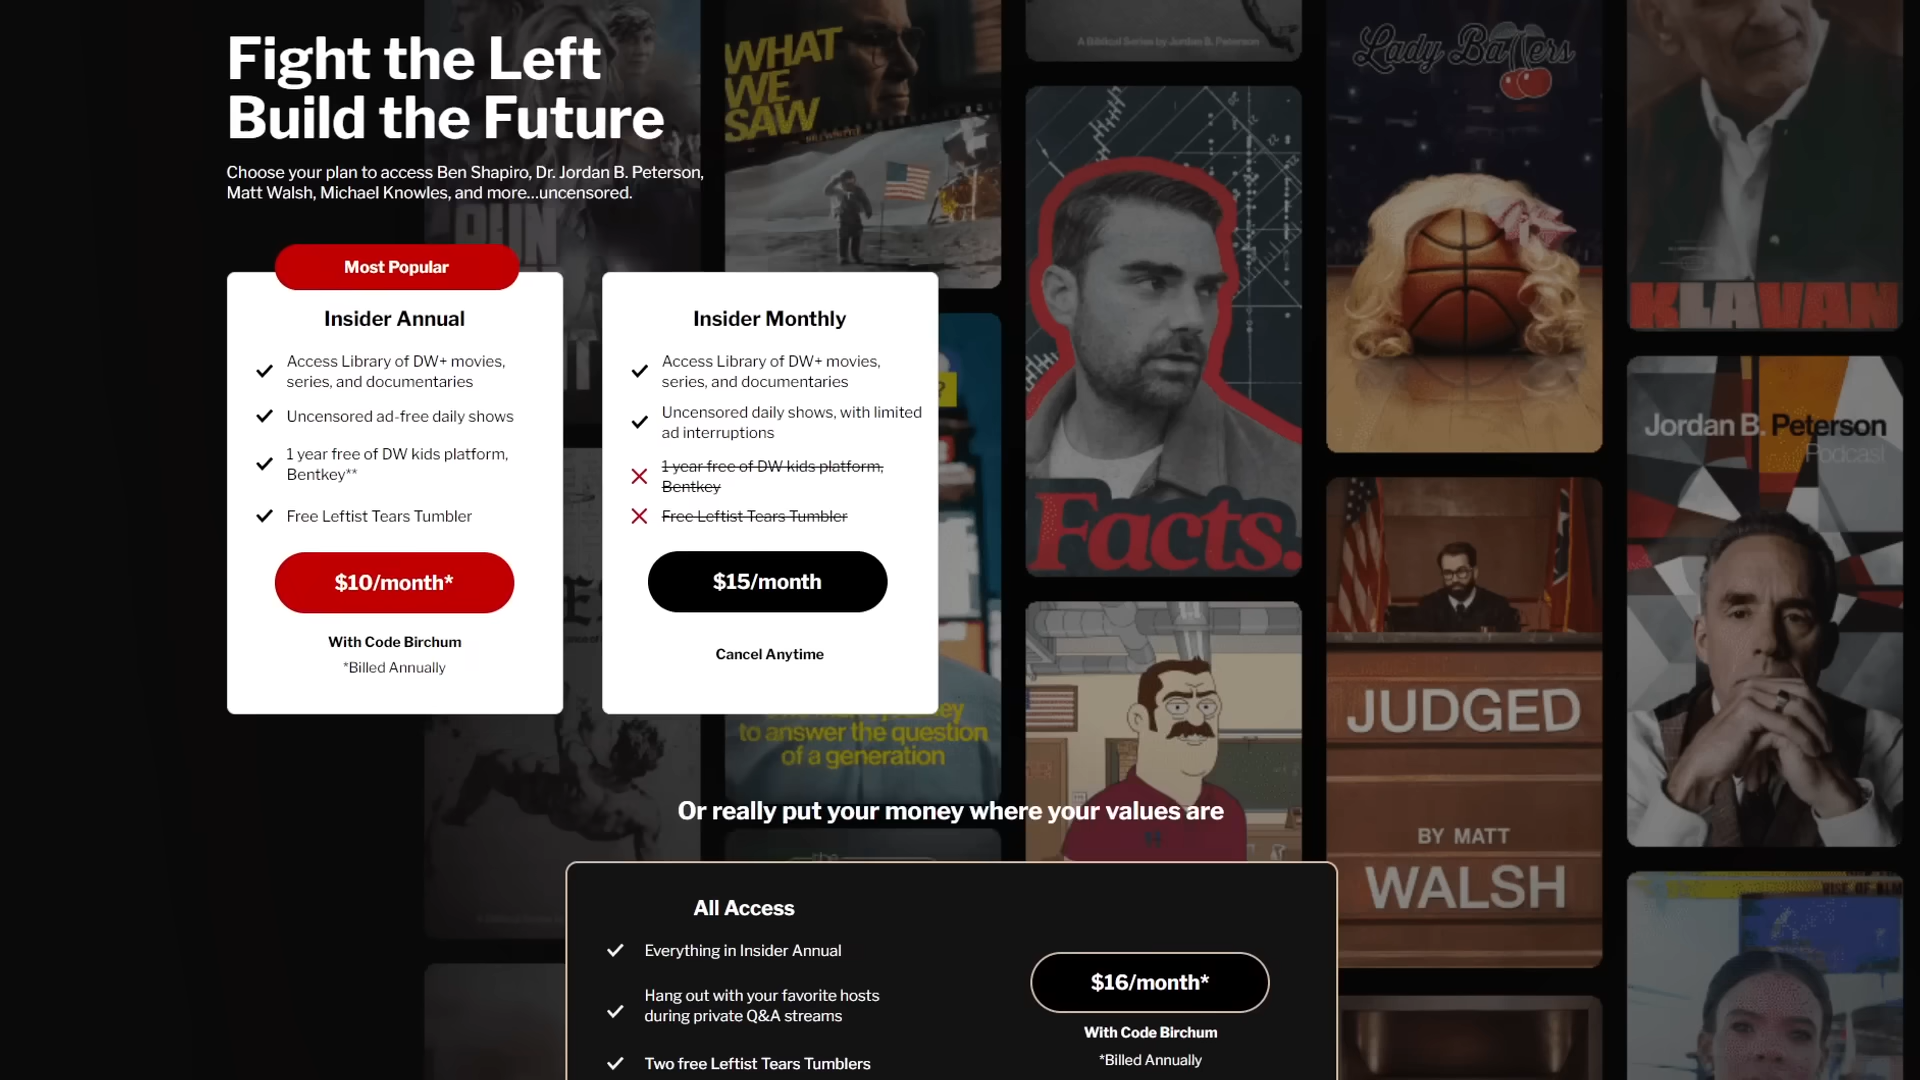 Fight the Left
Build the Future
Choose your plan to access Ben Shapiro, Dr. Jordan B. Peterson,
Matt Walsh, Michael Knowles, and more...uncensored.
Most Popular
Insider Annual
Access Library of DW+ movies,
series, and documentaries
Uncensored ad-free daily shows
1 year free of DW kids platform,
Bentkey**
Free Leftist Tears Tumbler
$10/month*
With Code Birchum
*Billed Annually
Insider Monthly
Access Library of DW+ movies,
series, and documentaries
Uncensored daily shows, with limited
ad interruptions
1 year free of DW kids platform,
Bentkey
Free Leftist Tears Tumbler
$15/month
Cancel Anytime
Or really put your money where your values are
All Access
Everything in Insider Annual
Hang out with your favorite hosts
during private Q&A streams
Two free Leftist Tears Tumblers
$16/month*
With Code Birchum
*Billed Annually
WHAT
WE
SAW
to answer the question
of a generation
A Biblical Series by Jordan B. Peterson
Facts.
Lady Ballers
JUDGED
BY MATT
WALSH
KLAVAN
Jordan B. Peterson
Podcast